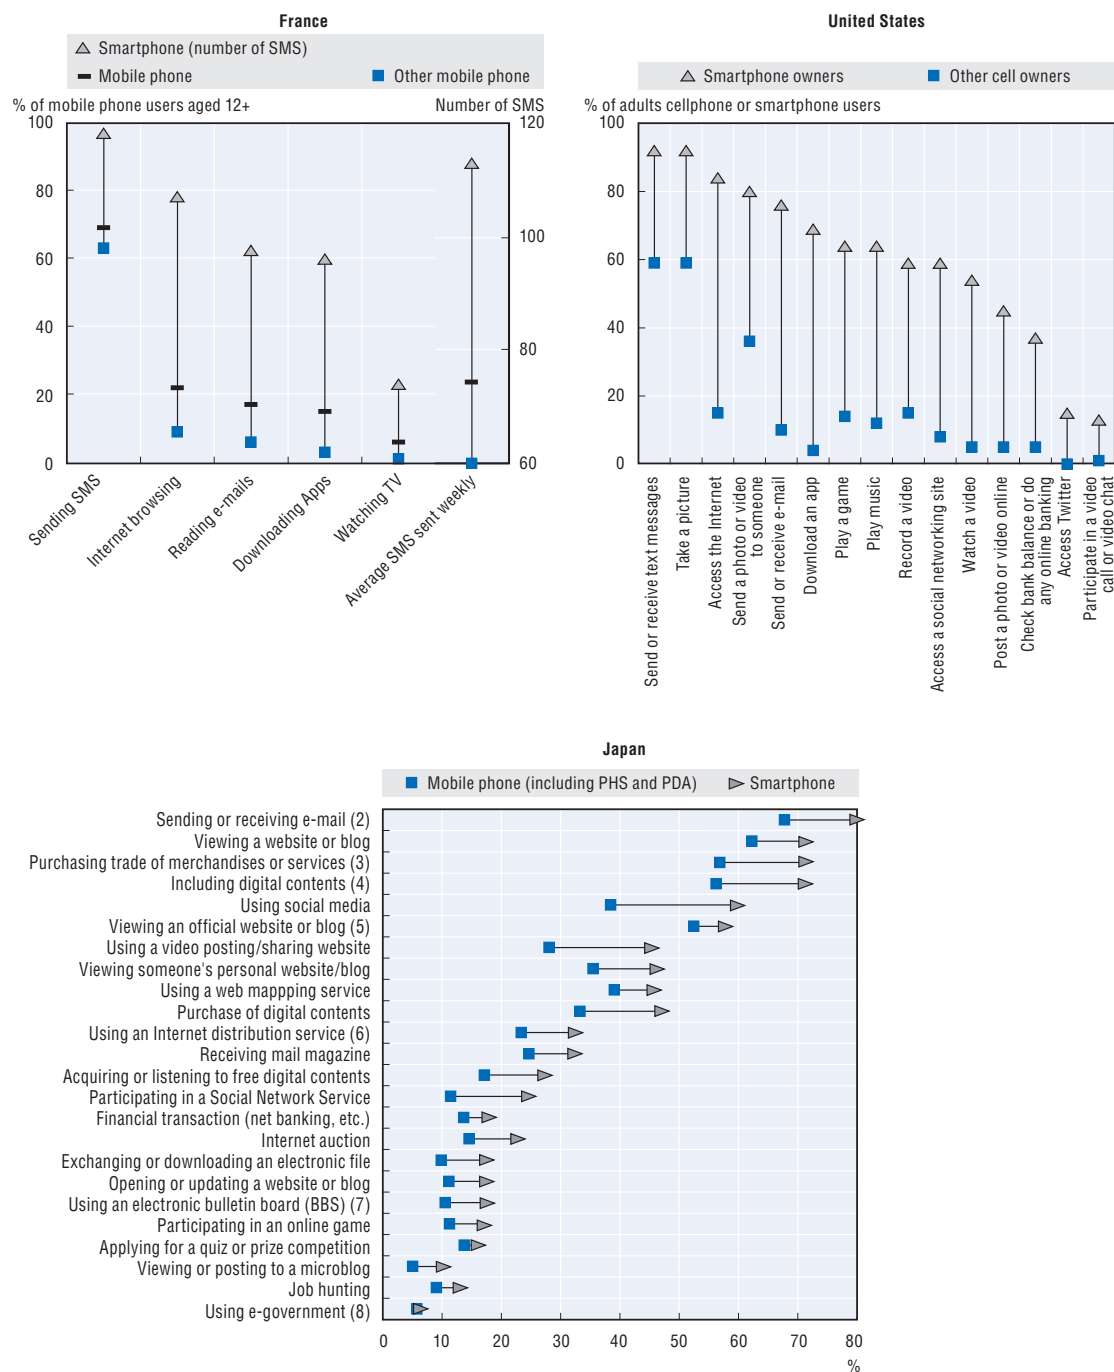 France
Smartphone (number of SMS)
Mobile phone
Other mobile phone
% of mobile phone users aged 12+
Number of SMS
100
80
60
40
20
0
120
100
80
60
Sending SMS
Internet browsing
Reading e-mails
Downloading Apps
Watching TV
Average SMS sent weekly
United States
Smartphone owners
Other cell owners
% of adults cellphone or smartphone users
100
80
60
40
20
0
Send or receive text messages
Take a picture
Access the Internet
Send a photo or video
to someone
Send or receive e-mail
Download an app
Play a game
Play music
Record a video
Access a social networking site
Watch a video
Post a photo or video online
Check bank balance or do
any online banking
Access Twitter
Participate in a video
call or video chat
Japan
Mobile phone (including PHS and PDA)
Smartphone
Sending or receiving e-mail (2)
Viewing a website or blog
Purchasing trade of merchandises or services (3)
Including digital contents (4)
Using social media
Viewing an official website or blog (5)
Using a video posting/sharing website
Viewing someone's personal website/blog
Using a web mappping service
Purchase of digital contents
Using an Internet distribution service (6)
Receiving mail magazine
Acquiring or listening to free digital contents
Participating in a Social Network Service
Financial transaction (net banking, etc.)
Internet auction
Exchanging or downloading an electronic file
Opening or updating a website or blog
Using an electronic bulletin board (BBS) (7)
Participating in an online game
Applying for a quiz or prize competition
Viewing or posting to a microblog
Job hunting
Using e-government (8)
0
10
20
30
40
50
60
70
80
%